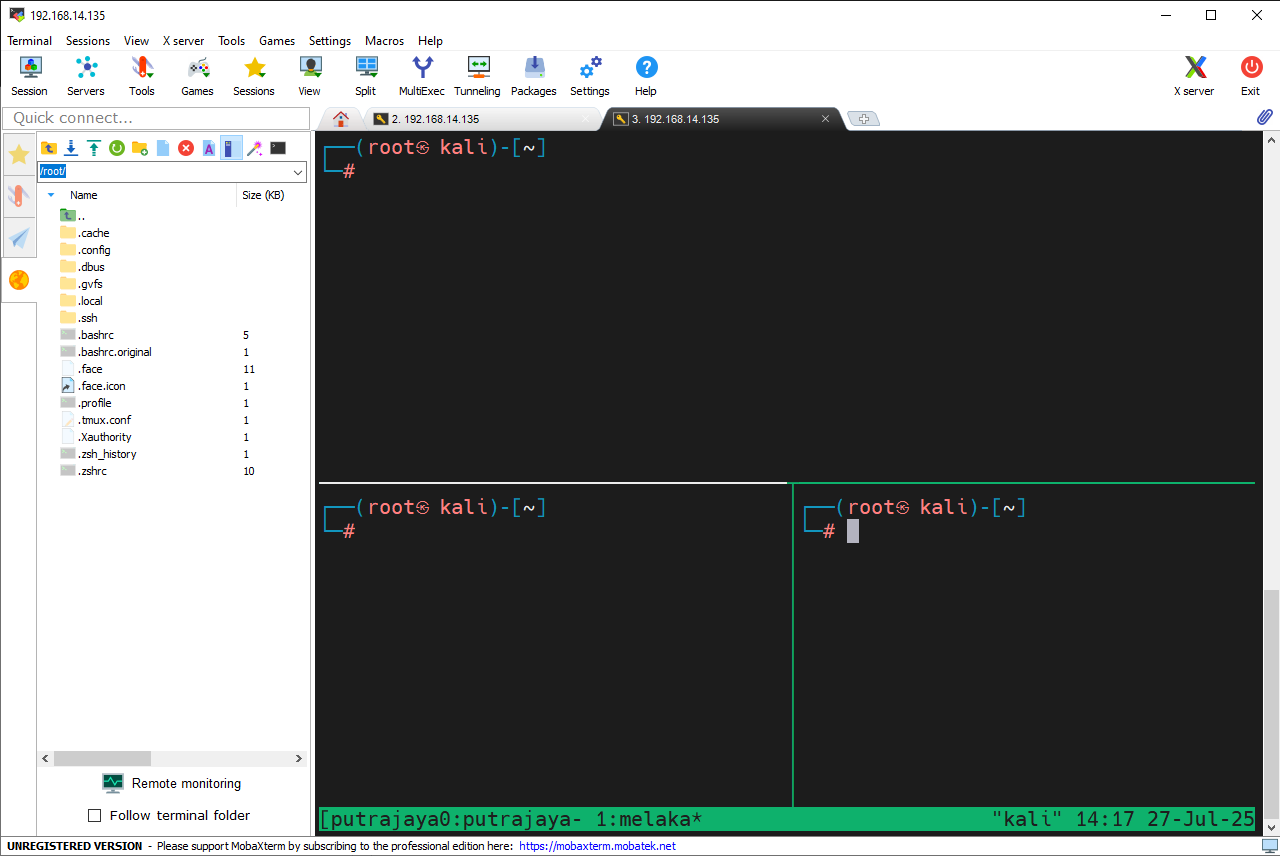 192.168.14.135
Terminal Sessions View X server Tools Games Settings Macros Help
Session Servers Tools Games Sessions View Split MultiExec Tunneling Packages Settings Help X server Exit
Quick connect...
2. 192.168.14.135
3. 192.168.14.135
/root/
Name Size (KB)
..
.cache
.config
.dbus
.gvfs
.local
.ssh
.bashrc 5
.bashrc.original 1
.face 11
.face.icon 1
.profile 1
.tmux.conf 1
.Xauthority 1
.zsh_history 1
.zshrc 10
Remote monitoring
Follow terminal folder
┌──(root㉿ kali)-[~]
└─#
┌──(root㉿ kali)-[~]
└─#
┌──(root㉿ kali)-[~]
└─#
[putrajaya0:putrajaya- 1:melaka* "kali" 14:17 27-Jul-25
UNREGISTERED VERSION - Please support MobaXterm by subscribing to the professional edition here: https://mobaxterm.mobatek.net